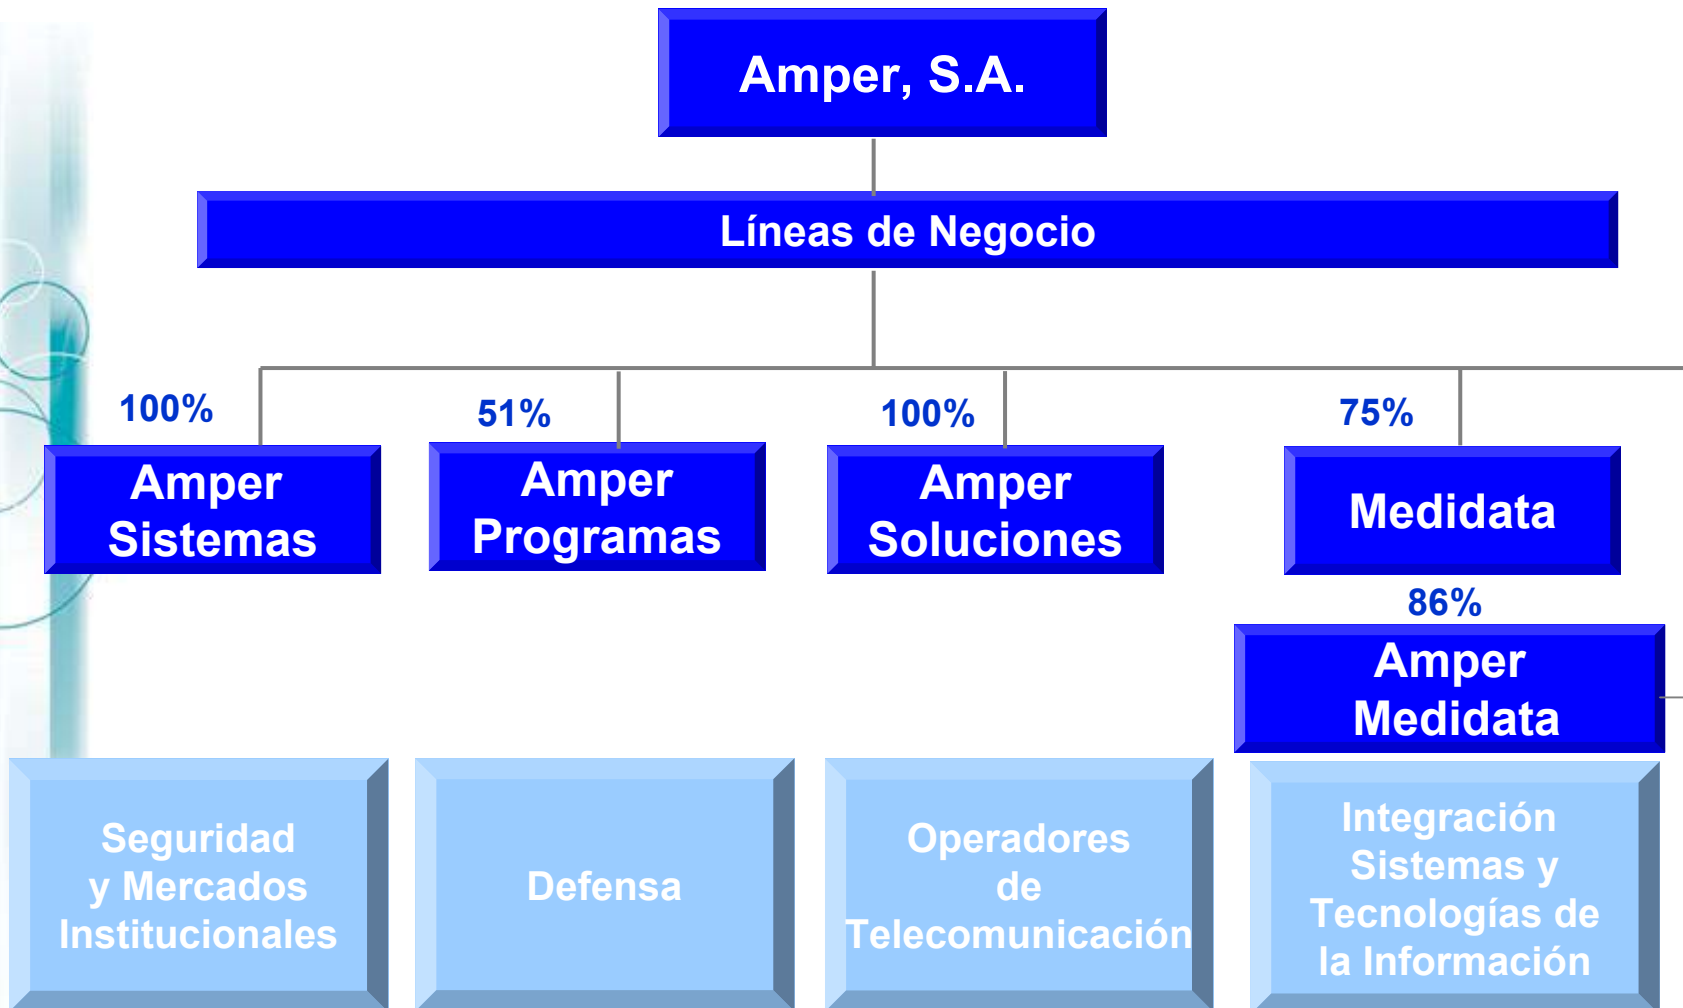 Amper, S.A.
Líneas de Negocio
100%
51%
100%
75%
Amper
Sistemas
Amper
Programas
Amper
Soluciones
Medidata
86%
Amper
Medidata
Seguridad
y Mercados
Institucionales
Defensa
Operadores
de
Telecomunicación
Integración
Sistemas y
Tecnologías de
la Información